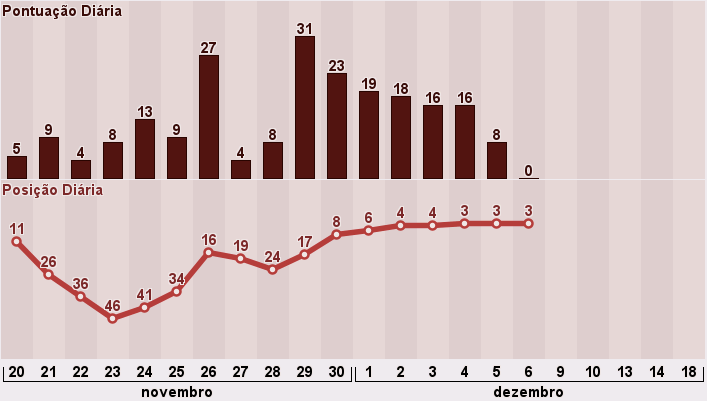 Pontuação Diária
5 9 4 8 13 9 27 4 8 31 23 19 18 16 16 8 0
Posição Diária
11 26 36 46 41 34 16 19 24 17 8 6 4 4 3 3 3
20 21 22 23 24 25 26 27 28 29 30 1 2 3 4 5 6 9 10 13 14 18
novembro dezembro